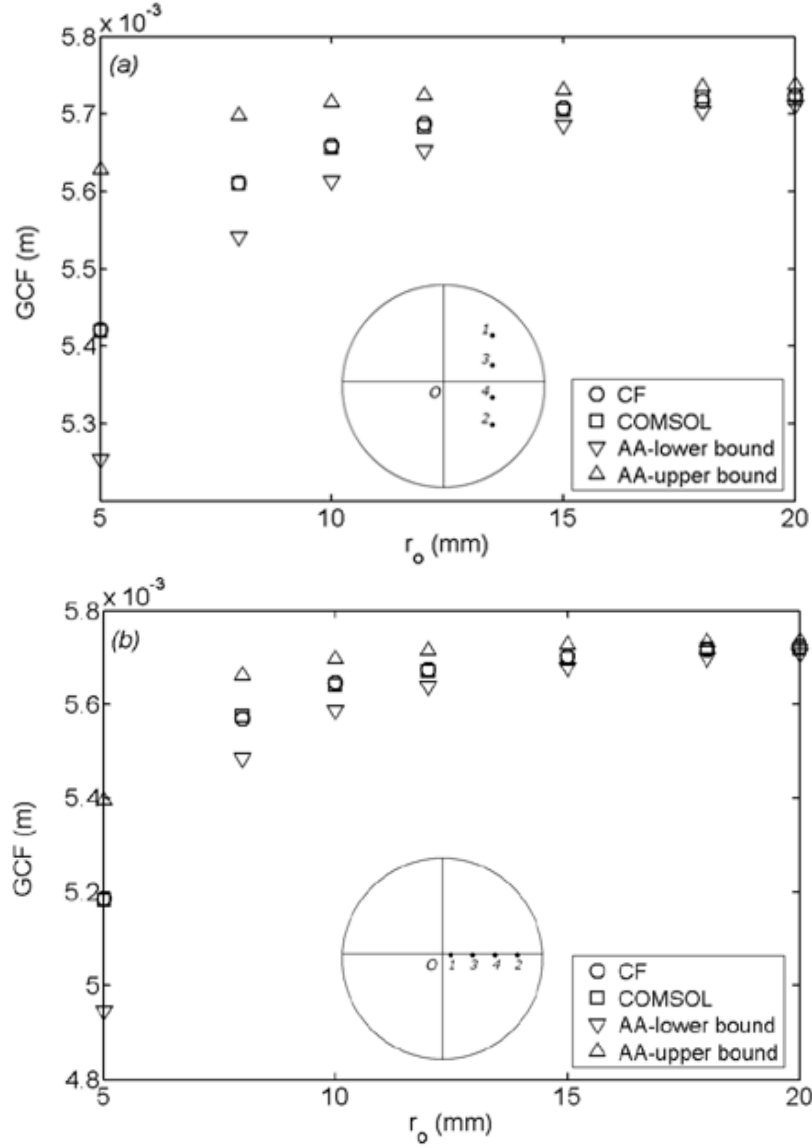 5.8 x 10⁻³
(a)
5.7
5.6
5.5
5.4
5.3
GCF (m)
1
3
O
4
2
CF
COMSOL
AA-lower bound
AA-upper bound
5 10 15 20
rₒ (mm)
5.8 x 10⁻³
(b)
5.6
5.4
5.2
5
4.8
GCF (m)
O 1 3 4 2
CF
COMSOL
AA-lower bound
AA-upper bound
5 10 15 20
rₒ (mm)